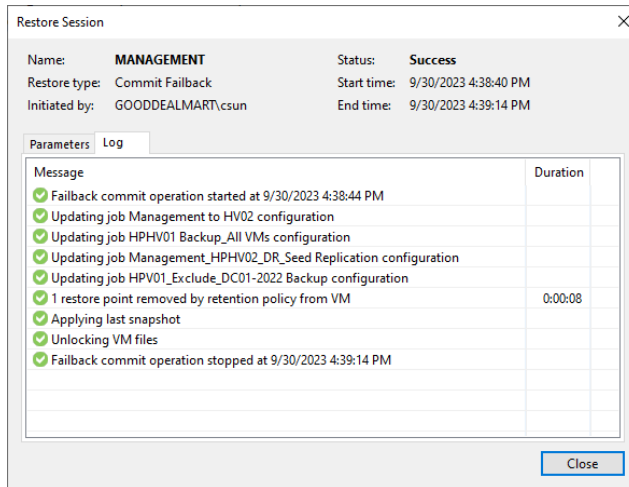 Restore Session
Name: MANAGEMENT Status: Success
Restore type: Commit Failback Start time: 9/30/2023 4:38:40 PM
Initiated by: GOODDEALMART\csun End time: 9/30/2023 4:39:14 PM
Parameters Log
Message Duration
Failback commit operation started at 9/30/2023 4:38:44 PM
Updating job Management to HV02 configuration
Updating job HPHV01 Backup_All VMs configuration
Updating job Management_HPHV02_DR_Seed Replication configuration
Updating job HPV01_Exclude_DC01-2022 Backup configuration
1 restore point removed by retention policy from VM 0:00:08
Applying last snapshot
Unlocking VM files
Failback commit operation stopped at 9/30/2023 4:39:14 PM
Close